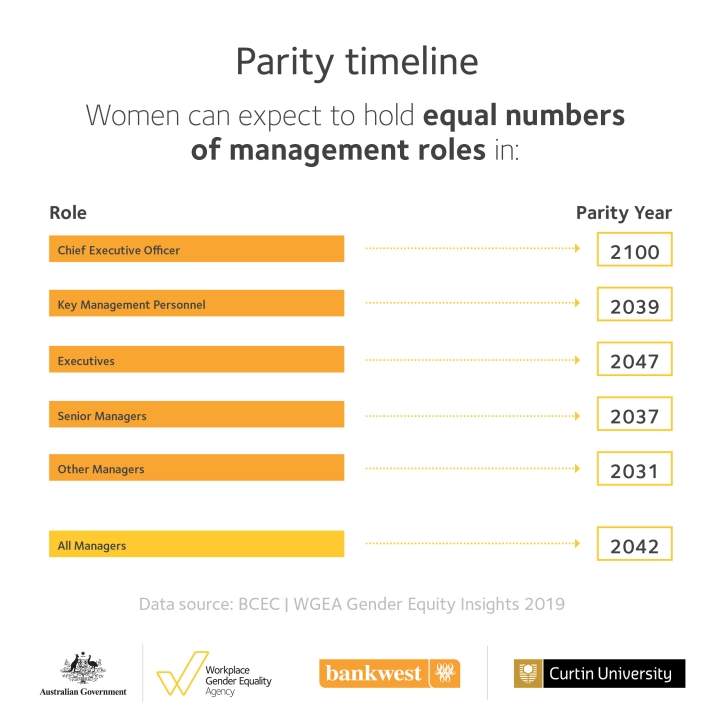 Parity timeline
Women can expect to hold equal numbers
of management roles in:
Role Parity Year
Chief Executive Officer 2100
Key Management Personnel 2039
Executives 2047
Senior Managers 2037
Other Managers 2031
All Managers 2042
Data source: BCEC | WGEA Gender Equity Insights 2019
Australian Government
Workplace
Gender Equality
Agency
bankwest
Curtin University